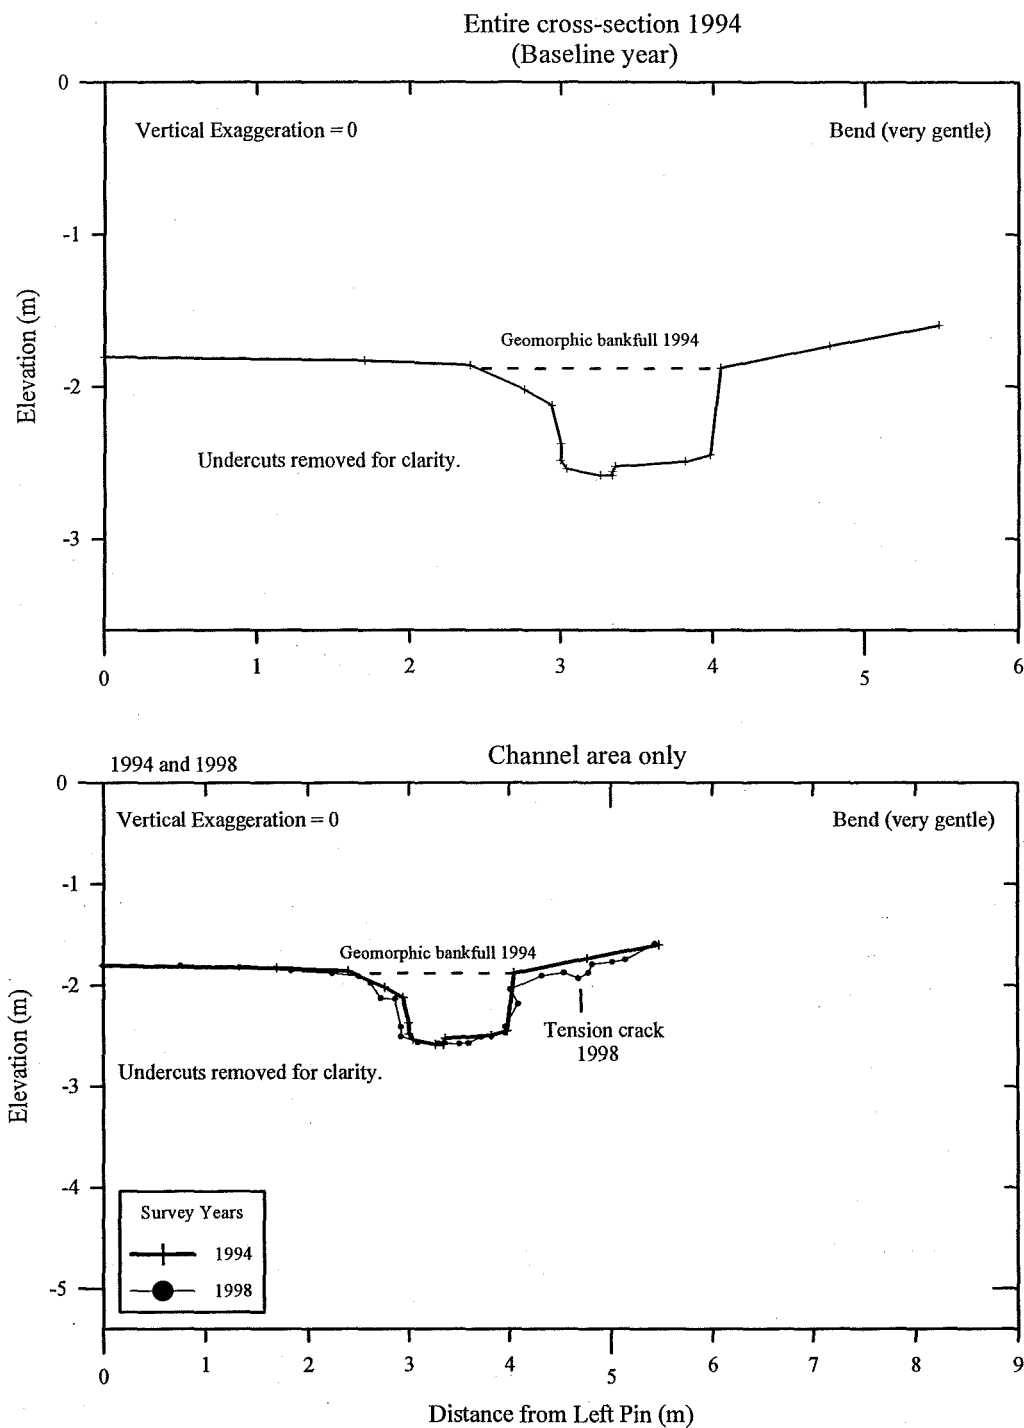 Entire cross-section 1994
(Baseline year)
0
Vertical Exaggeration = 0
Bend (very gentle)
-1
Elevation (m)
Geomorphic bankfull 1994
-2
Undercuts removed for clarity.
-3
0 1 2 3 4 5 6
1994 and 1998
Channel area only
0
Vertical Exaggeration = 0
Bend (very gentle)
-1
Geomorphic bankfull 1994
-2
Elevation (m)
Tension crack
1998
Undercuts removed for clarity.
-3
-4
Survey Years
1994
1998
-5
0 1 2 3 4 5 6 7 8 9
Distance from Left Pin (m)